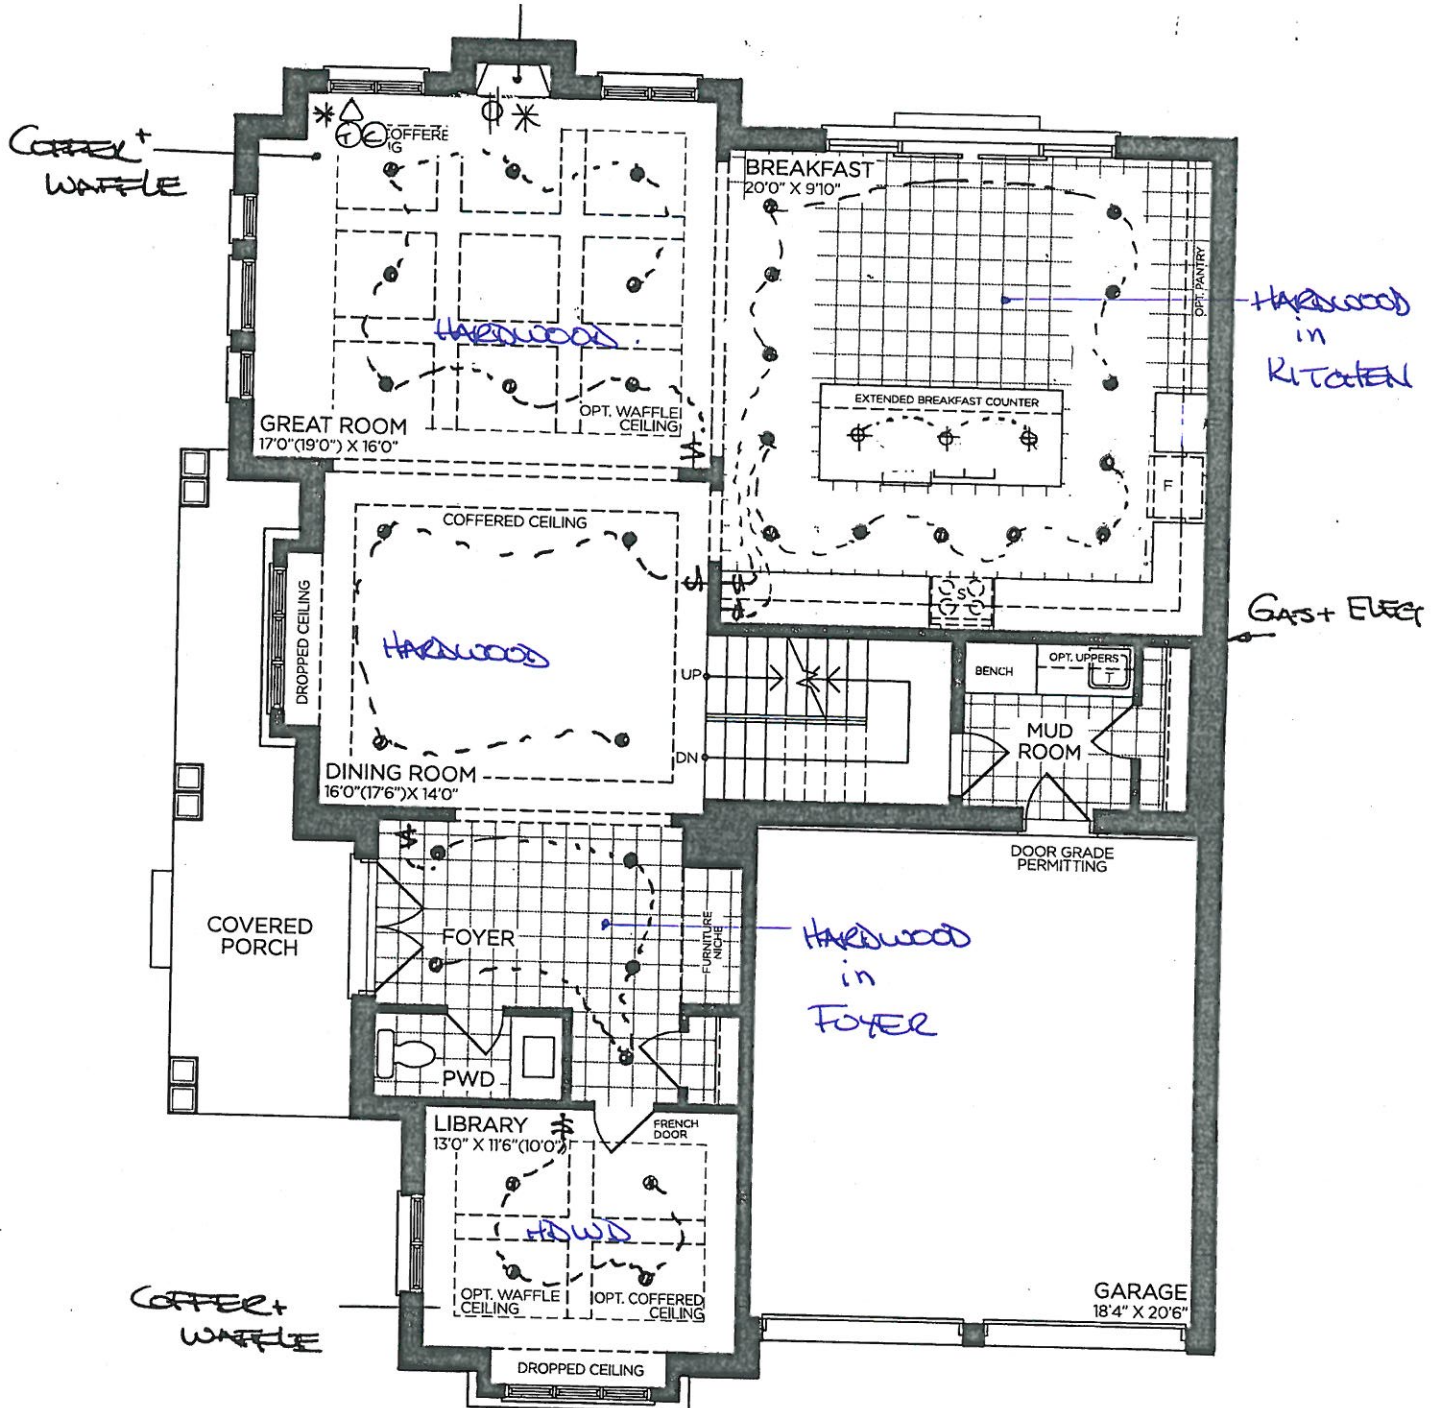 COFFER +
WAFFLE
T
C
COFFERE
IG
HARDWOOD
OPT. WAFFLE
CEILING
GREAT ROOM
17'0"(19'0") X 16'0"
BREAKFAST
20'0" X 9'10"
OPT. PANTRY
HARDWOOD
in
KITCHEN
EXTENDED BREAKFAST COUNTER
F
S
GAS + ELEC
COFFERED CEILING
DROPPED CEILING
HARDWOOD
DINING ROOM
16'0"(17'6") X 14'0"
UP
DN
BENCH
OPT. UPPERS
T
MUD
ROOM
DOOR GRADE
PERMITTING
COVERED
PORCH
FOYER
FURNITURE
NICHE
HARDWOOD
in
FOYER
PWD
LIBRARY
13'0" X 11'6"(10'0")
FRENCH
DOOR
HDWD
OPT. WAFFLE
CEILING
OPT. COFFERED
CEILING
COFFER +
WAFFLE
DROPPED CEILING
GARAGE
18'4" X 20'6"